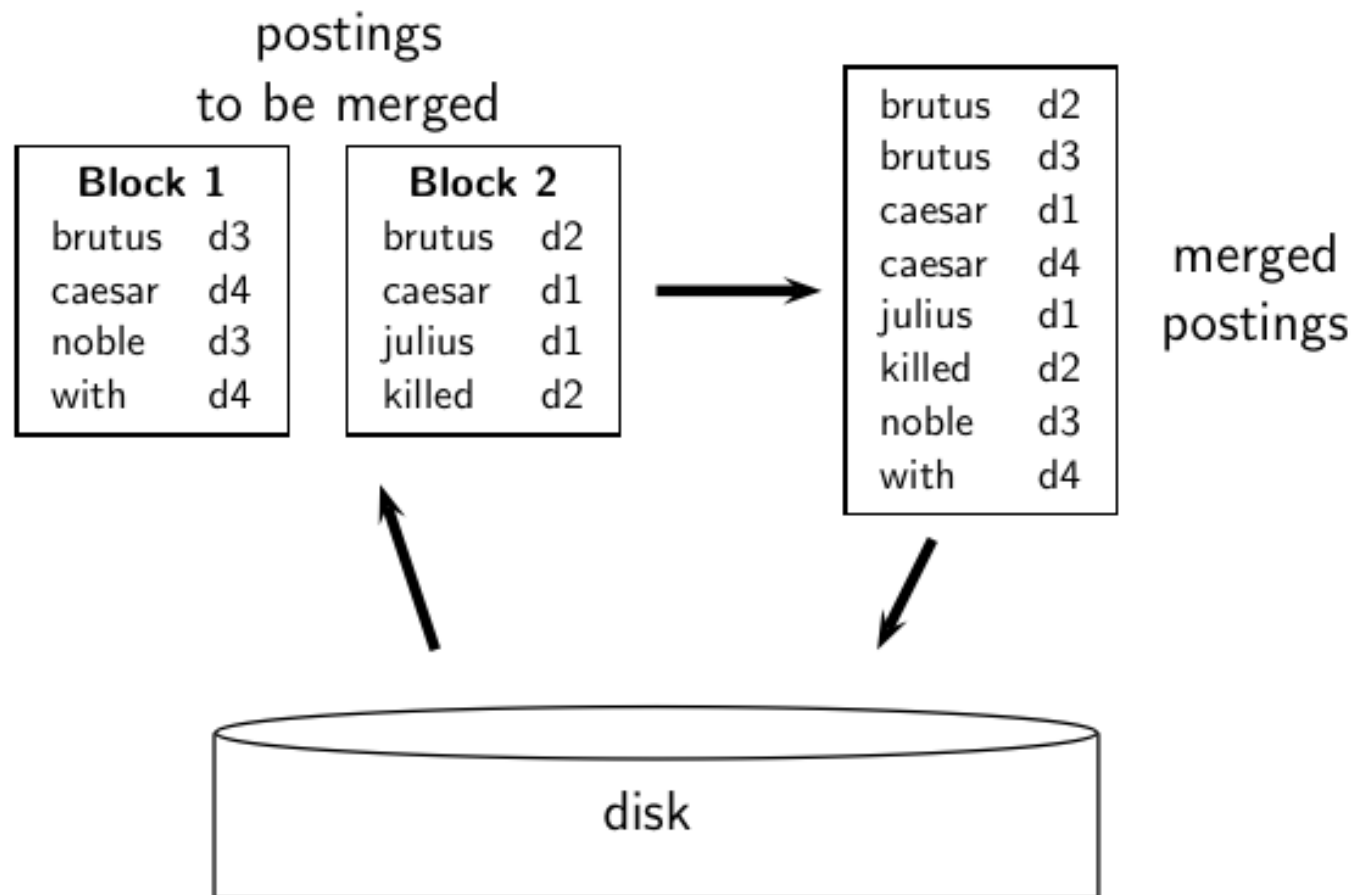 postings
to be merged
Block 1
brutus d3
caesar d4
noble d3
with d4
Block 2
brutus d2
caesar d1
julius d1
killed d2
brutus d2
brutus d3
caesar d1
caesar d4
julius d1
killed d2
noble d3
with d4
merged
postings
disk